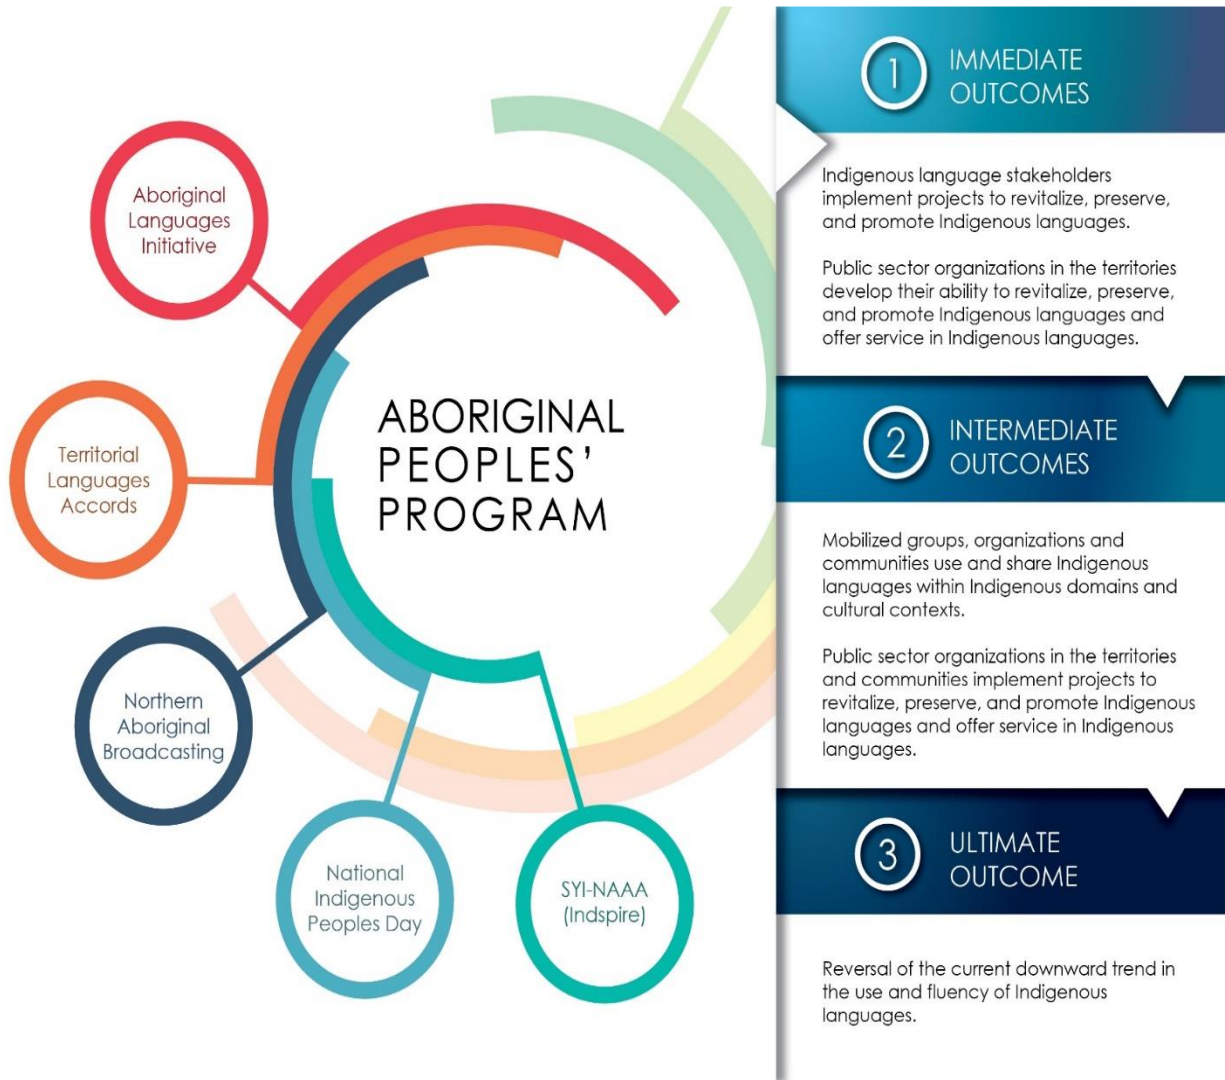 Aboriginal
Languages
Initiative
Territorial
Languages
Accords
Northern
Aboriginal
Broadcasting
National
Indigenous
Peoples Day
SYI-NAAA
(Indspire)
ABORIGINAL
PEOPLES’
PROGRAM
1
IMMEDIATE
OUTCOMES
Indigenous language stakeholders
implement projects to revitalize, preserve,
and promote Indigenous languages.
Public sector organizations in the territories
develop their ability to revitalize, preserve,
and promote Indigenous languages and
offer service in Indigenous languages.
2
INTERMEDIATE
OUTCOMES
Mobilized groups, organizations and
communities use and share Indigenous
languages within Indigenous domains and
cultural contexts.
Public sector organizations in the territories
and communities implement projects to
revitalize, preserve, and promote Indigenous
languages and offer service in Indigenous
languages.
3
ULTIMATE
OUTCOME
Reversal of the current downward trend in
the use and fluency of Indigenous
languages.